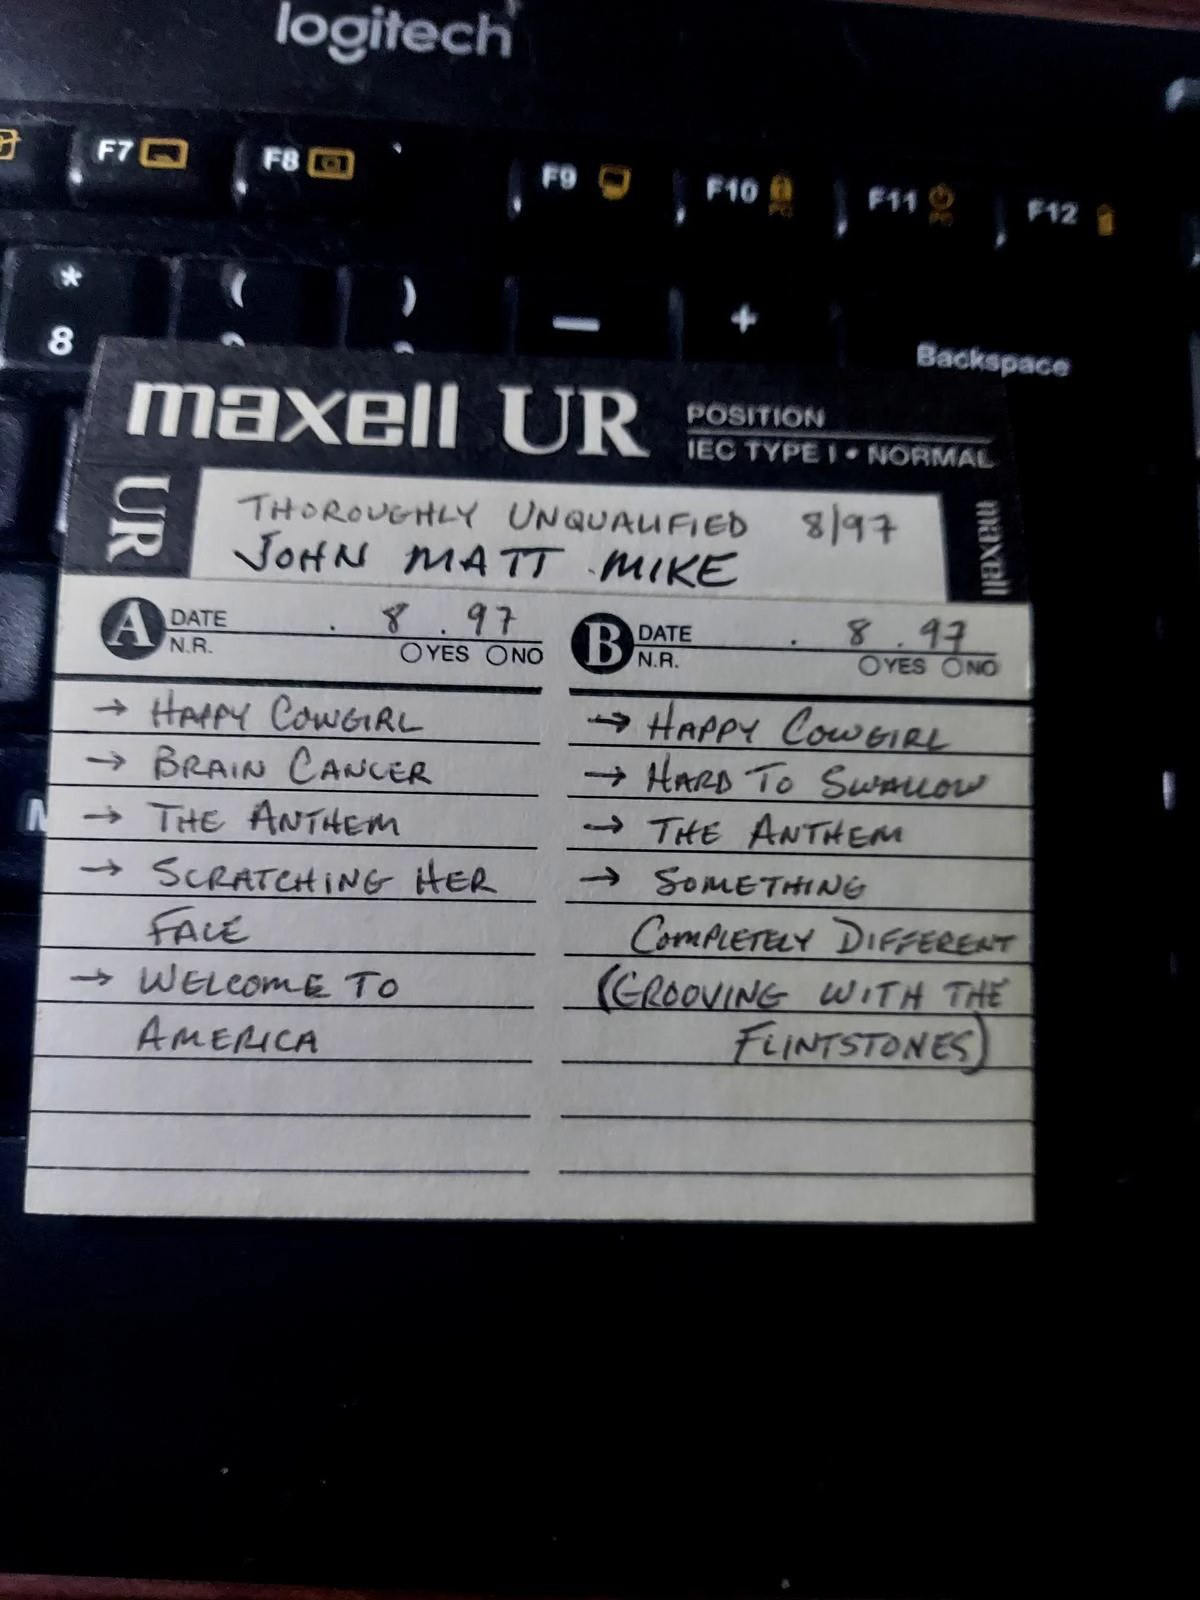 logitech
F7 F8 F9 F10 PC F11 PC F12
* ( ) — +
8 Backspace
maxell UR POSITION
IEC TYPE I • NORMAL
UR
THOROUGHLY UNQUALIFIED 8/97
JOHN MATT MIKE
maxell
A DATE . 8 . 97
N.R. YES NO
B DATE . 8 . 97
N.R. YES NO
→ HAPPY COWGIRL
→ BRAIN CANCER
→ THE ANTHEM
→ SCRATCHING HER
FACE
→ WELCOME TO
AMERICA
→ HAPPY COWGIRL
→ HARD TO SWALLOW
→ THE ANTHEM
→ SOMETHING
COMPLETELY DIFFERENT
(GROOVING WITH THE
FLINTSTONES)